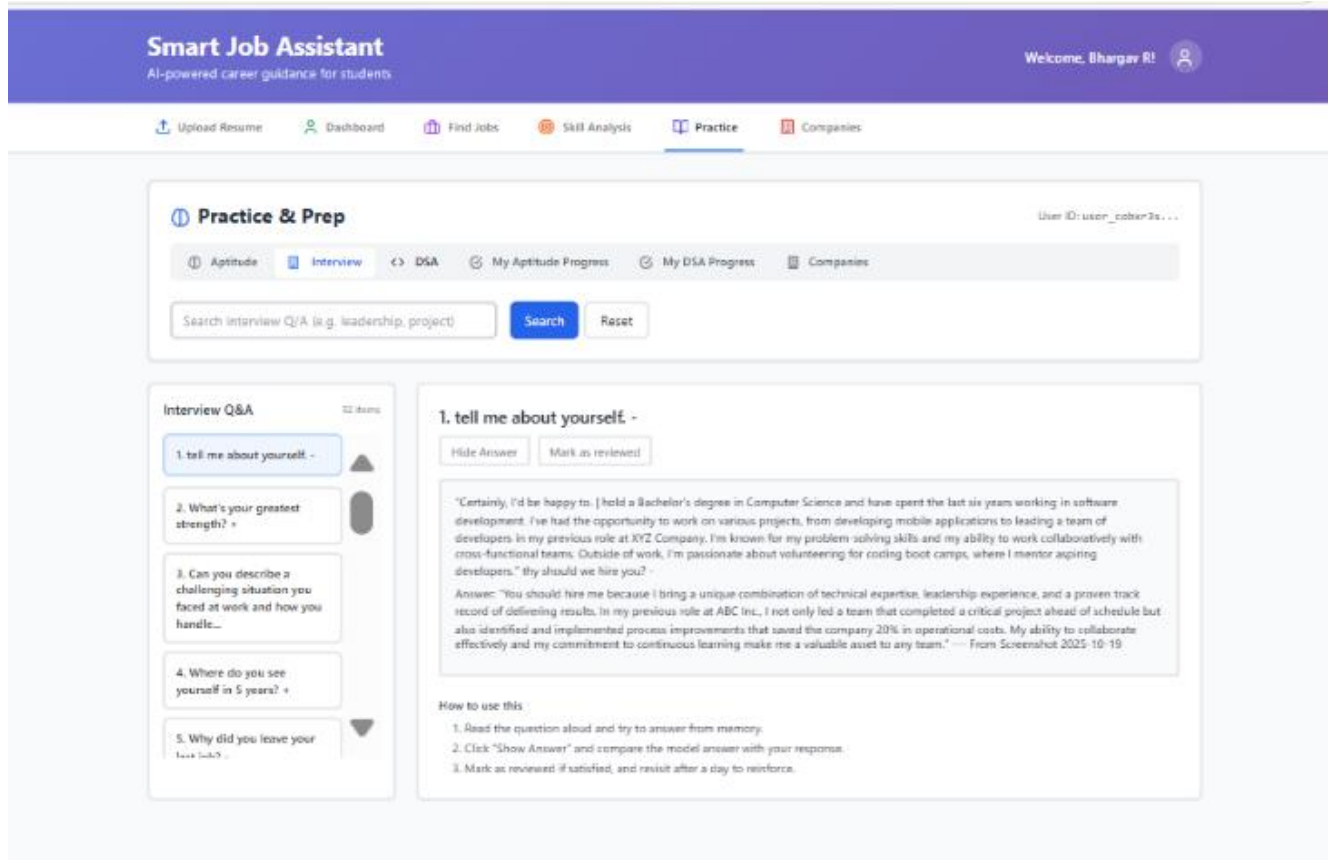 Smart Job Assistant
AI-powered career guidance for students
Welcome, Bhargav R!
Upload Resume
Dashboard
Find Jobs
Skill Analysis
Practice
Companies
Practice & Prep
User ID:
Aptitude
Interview
<> DSA
My Aptitude Progress
My DSA Progress
Companies
Search interview Q/A (e.g. leadership, project)
Search
Reset
Interview Q&A
items
1. tell me about yourself. -
2. What's your greatest
strength? +
3. Can you describe a
challenging situation you
faced at work and how you
handle...
4. Where do you see
yourself in 5 years? +
5. Why did you leave your
last job? -
1. tell me about yourself. -
Hide Answer
Mark as reviewed
"Certainly, I'd be happy to. | hold a Bachelor's degree in Computer Science and have spent the last six years working in software
development. I've had the opportunity to work on various projects, from developing mobile applications to leading a team of
developers in my previous role at XYZ Company. I'm known for my problem-solving skills and my ability to work collaboratively with
cross-functional teams. Outside of work, I'm passionate about volunteering for coding boot camps, where I mentor aspiring
developers." thy should we hire you? -
Answer: "You should hire me because I bring a unique combination of technical expertise, leadership experience, and a proven track
record of delivering results. In my previous role at ABC Inc., I not only led a team that completed a critical project ahead of schedule but
also identified and implemented process improvements that saved the company 20% in operational costs. My ability to collaborate
effectively and my commitment to continuous learning make me a valuable asset to any team." — From Screenshot 2025-10-19
How to use this
1. Read the question aloud and try to answer from memory.
2. Click "Show Answer" and compare the model answer with your response.
3. Mark as reviewed if satisfied, and revisit after a day to reinforce.